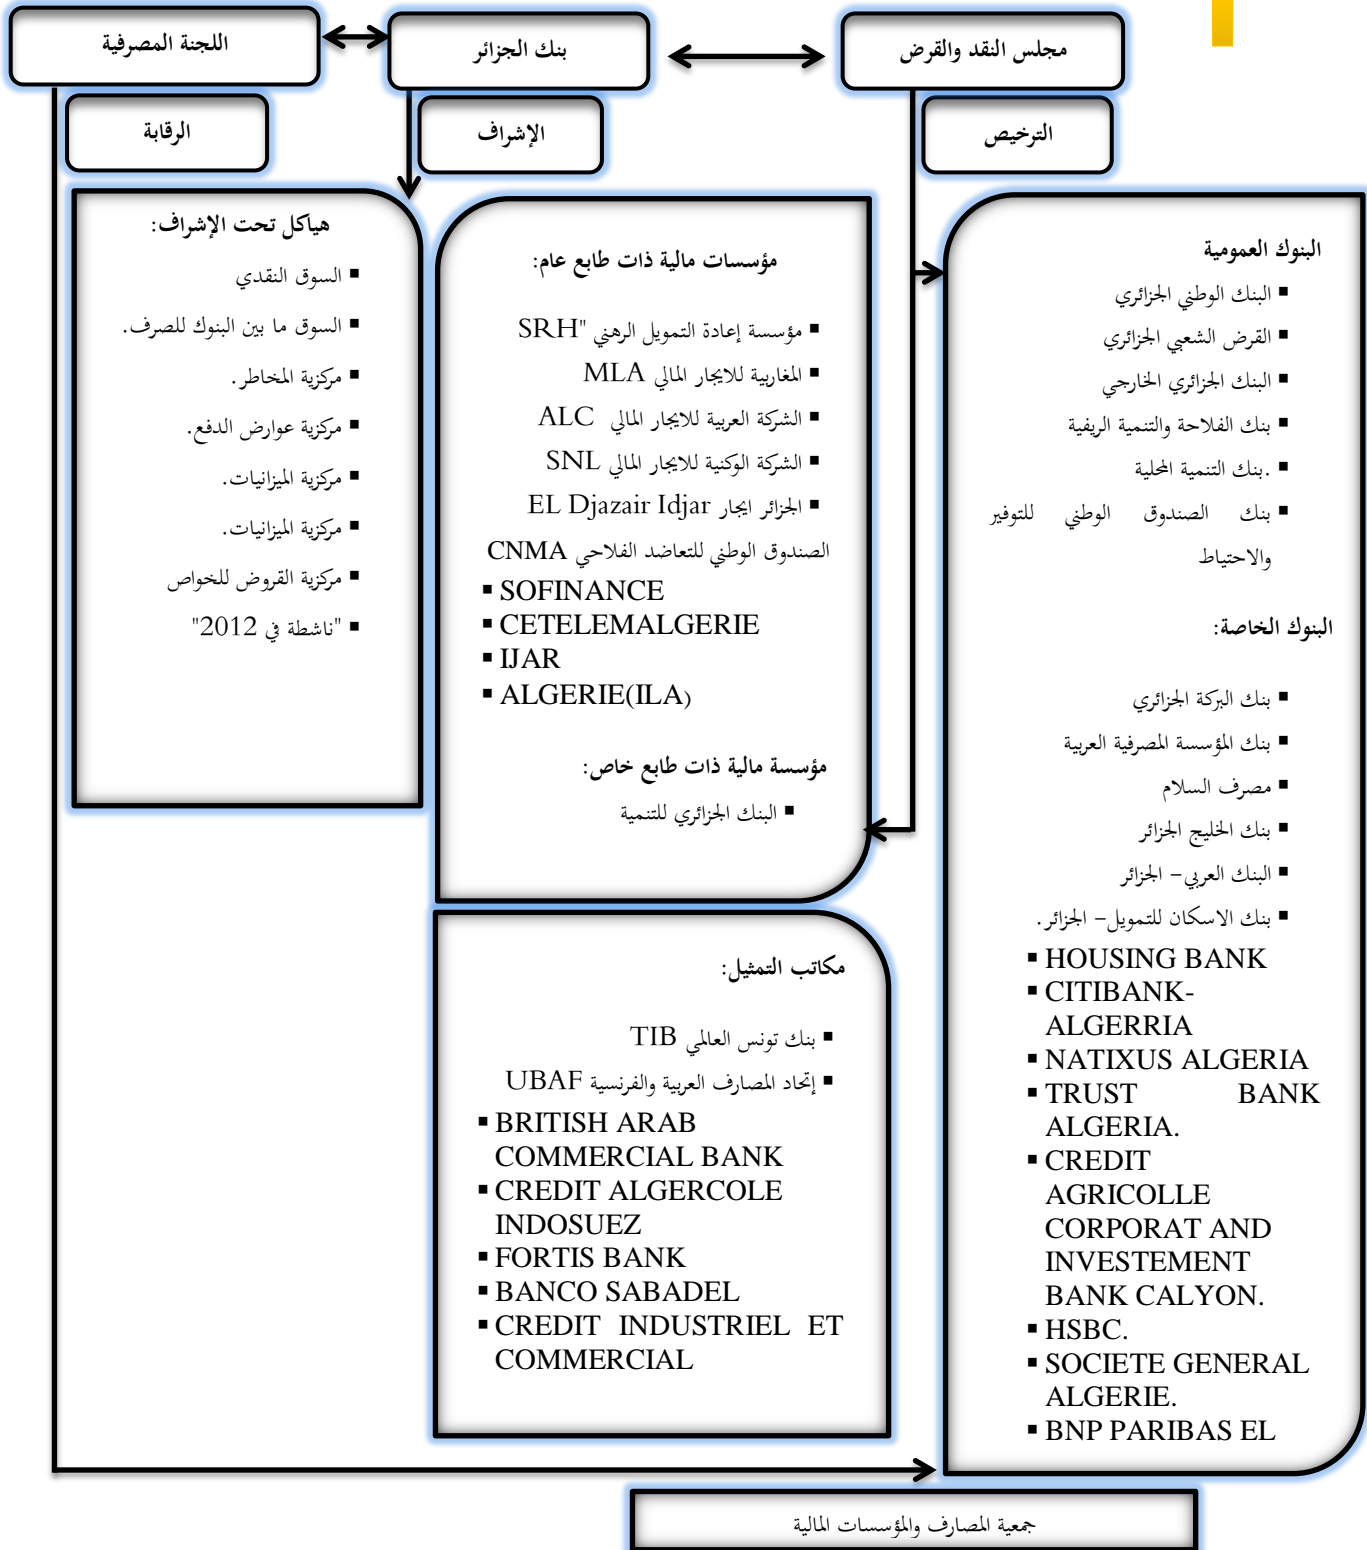 مجلس النقد والقرض
بنك الجزائر
اللجنة المصرفية
الترخيص
الإشراف
الرقابة
البنوك العمومية
▪ البنك الوطني الجزائري
▪ القرض الشعبي الجزائري
▪ البنك الجزائري الخارجي
▪ بنك الفلاحة والتنمية الريفية
▪ .بنك التنمية المحلية
▪ بنك الصندوق الوطني للتوفير
والاحتياط
البنوك الخاصة:
▪ بنك البركة الجزائري
▪ بنك المؤسسة المصرفية العربية
▪ مصرف السلام
▪ بنك الخليج الجزائر
▪ البنك العربي– الجزائر
▪ بنك الاسكان للتمويل– الجزائر.
▪ HOUSING BANK
▪ CITIBANK-
ALGERRIA
▪ NATIXUS ALGERIA
▪ TRUST BANK
ALGERIA.
▪ CREDIT
AGRICOLLE
CORPORAT AND
INVESTEMENT
BANK CALYON.
▪ HSBC.
▪ SOCIETE GENERAL
ALGERIE.
▪ BNP PARIBAS EL
مؤسسات مالية ذات طابع عام:
▪ مؤسسة إعادة التمويل الرهني "SRH
▪ المغاربية للايجار المالي MLA
▪ الشركة العربية للايجار المالي ALC
▪ الشركة الوكنية للايجار المالي SNL
▪ الجزائر ايجار EL Djazair Idjar
الصندوق الوطني للتعاضد الفلاحي CNMA
▪ SOFINANCE
▪ CETELEMALGERIE
▪ IJAR
▪ ALGERIE(ILA)
مؤسسة مالية ذات طابع خاص:
▪ البنك الجزائري للتنمية
مكاتب التمثيل:
▪ بنك تونس العالمي TIB
▪ إتحاد المصارف العربية والفرنسية UBAF
▪ BRITISH ARAB
COMMERCIAL BANK
▪ CREDIT ALGERCOLE
INDOSUEZ
▪ FORTIS BANK
▪ BANCO SABADEL
▪ CREDIT INDUSTRIEL ET
COMMERCIAL
هياكل تحت الإشراف:
▪ السوق النقدي
▪ السوق ما بين البنوك للصرف.
▪ مركزية المخاطر.
▪ مركزية عوارض الدفع.
▪ مركزية الميزانيات.
▪ مركزية الميزانيات.
▪ مركزية القروض للخواص
▪ "ناشطة في 2012"
جمعية المصارف والمؤسسات المالية